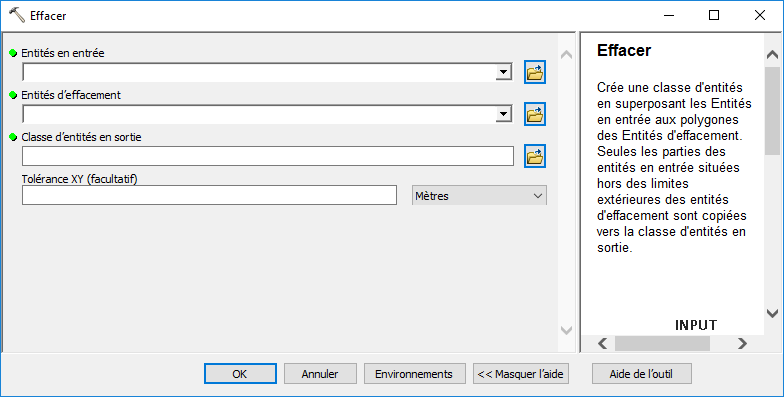 Effacer
Entités en entrée
Entités d'effacement
Classe d'entités en sortie
Tolérance XY (facultatif)
Mètres
Effacer
Crée une classe d'entités
en superposant les Entités
en entrée aux polygones
des Entités d'effacement.
Seules les parties des
entités en entrée situées
hors des limites
extérieures des entités
d'effacement sont copiées
vers la classe d'entités en
sortie.
INPUT
OK
Annuler
Environnements
<< Masquer l'aide
Aide de l'outil